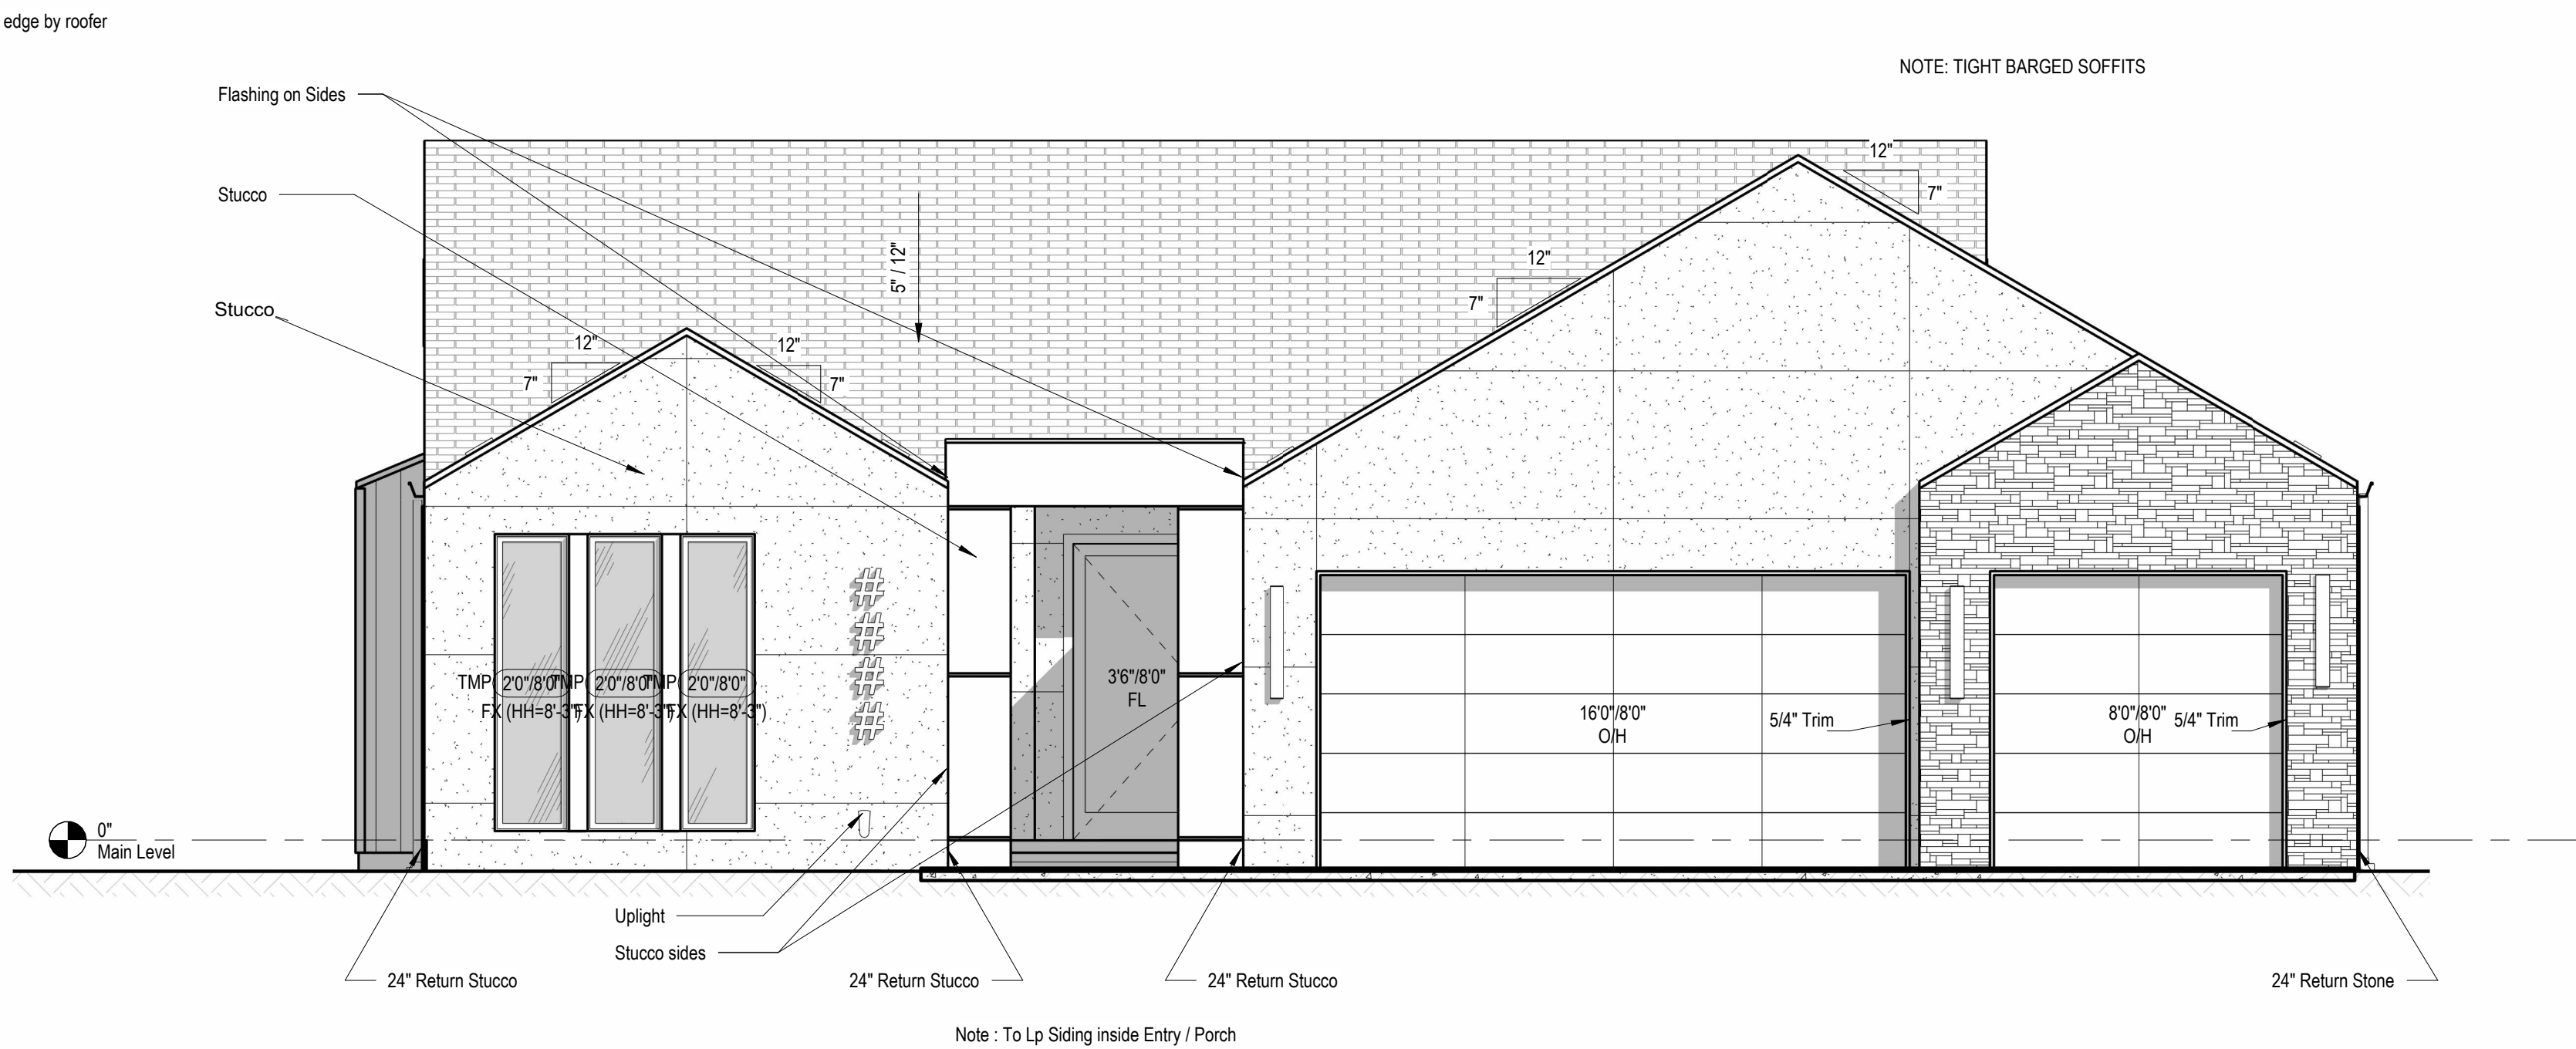 edge by roofer
NOTE: TIGHT BARGED SOFFITS
Flashing on Sides
12"
7"
Stucco
5" / 12"
12"
7"
Stucco
12"
7"
12"
7"
TMP 2'0"/8'0" TMP 2'0"/8'0" TMP 2'0"/8'0"
FX (HH=8'-3") FX (HH=8'-3") FX (HH=8'-3")
3'6"/8'0"
FL
16'0"/8'0"
O/H
5/4" Trim
8'0"/8'0"
O/H
5/4" Trim
0"
Main Level
Uplight
Stucco sides
24" Return Stucco
24" Return Stucco
24" Return Stucco
24" Return Stone
Note : To Lp Siding inside Entry / Porch